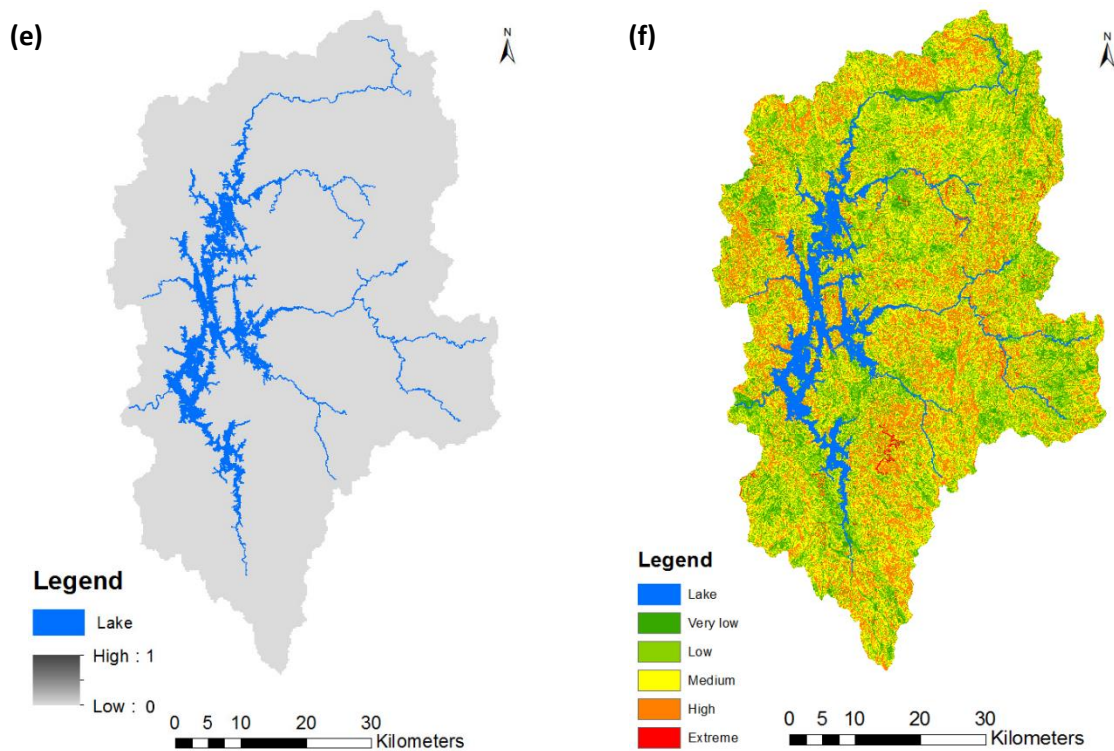 (e)
N
Legend
Lake
High : 1
Low : 0
0 5 10 20 30
Kilometers
(f)
N
Legend
Lake
Very low
Low
Medium
High
Extreme
0 5 10 20 30
Kilometers